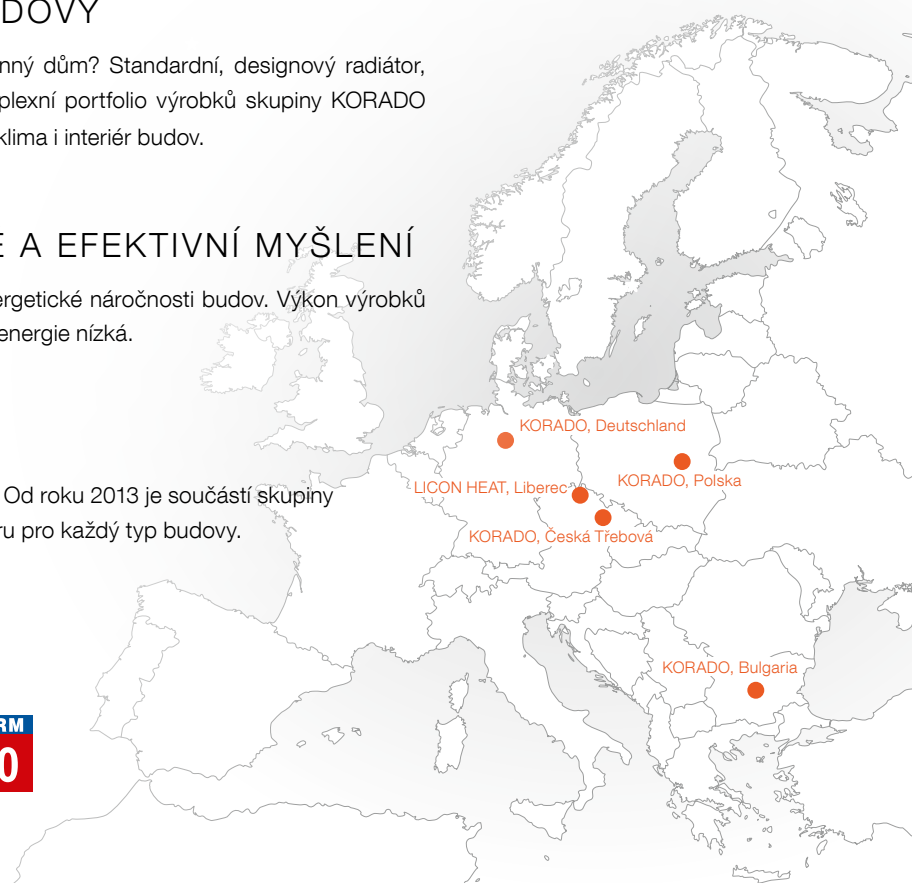 DOVY
nný dům? Standardní, designový radiátor,
plexní portfolio výrobků skupiny KORADO
klima i interiér budov.
E A EFEKTIVNÍ MYŠLENÍ
ergetické náročnosti budov. Výkon výrobků
energie nízká.
Od roku 2013 je součástí skupiny
ru pro každý typ budovy.
KORADO, Deutschland
KORADO, Polska
LICON HEAT, Liberec
KORADO, Česká Třebová
KORADO, Bulgaria
RM
0